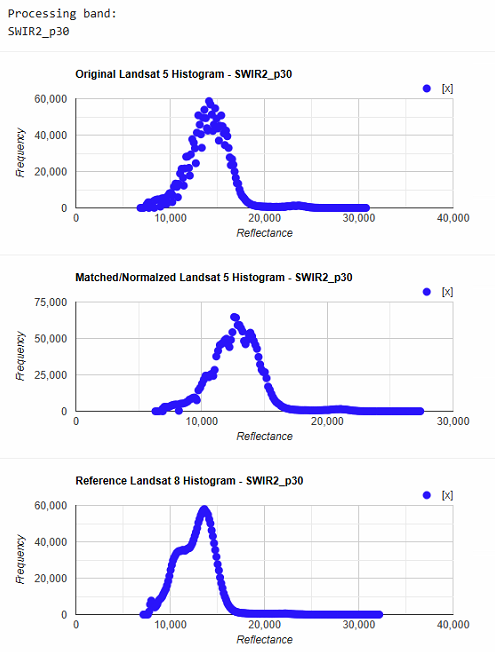 Processing band:
SWIR2_p30
Original Landsat 5 Histogram - SWIR2_p30
[x]
60,000
40,000
20,000
0
Frequency
0 10,000 20,000 30,000 40,000
Reflectance
Matched/Normalzed Landsat 5 Histogram - SWIR2_p30
[x]
75,000
50,000
25,000
0
Frequency
0 10,000 20,000 30,000
Reflectance
Reference Landsat 8 Histogram - SWIR2_p30
[x]
60,000
40,000
20,000
0
Frequency
0 10,000 20,000 30,000 40,000
Reflectance